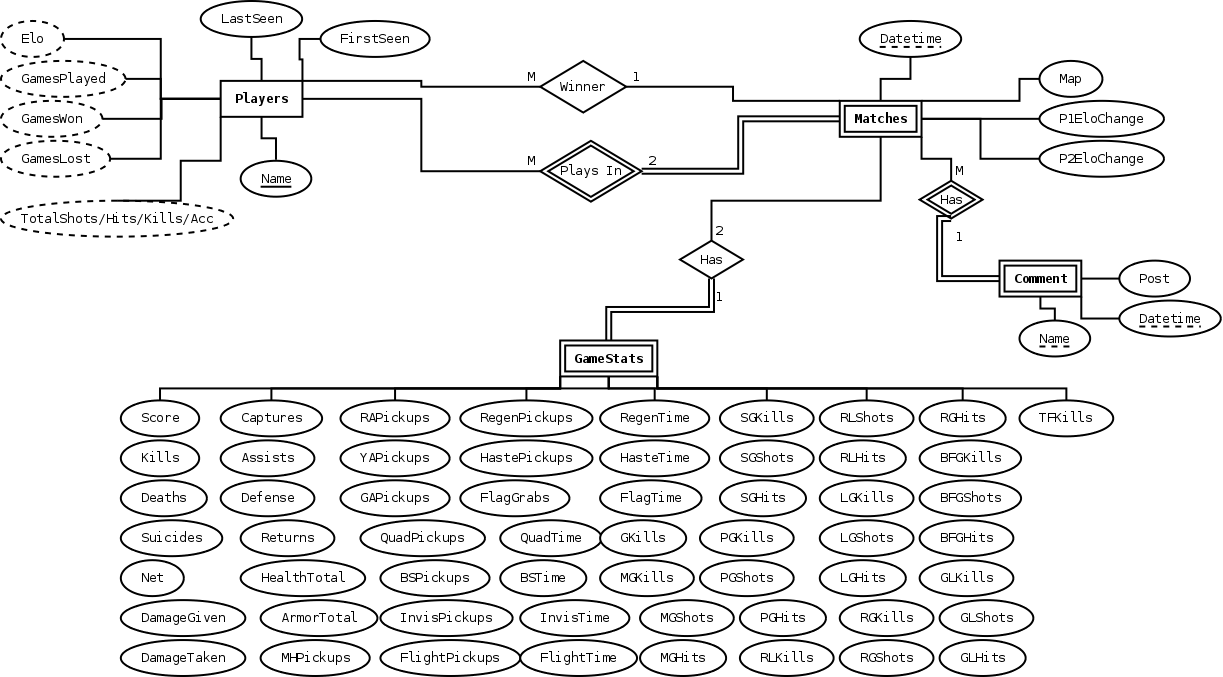 LastSeen
Elo
FirstSeen
Datetime
GamesPlayed
M
Winner
1
Map
Players
GamesWon
Matches
P1EloChange
GamesLost
M
Plays In
2
P2EloChange
Name
M
Has
TotalShots/Hits/Kills/Acc
2
1
Has
Comment
Post
1
Datetime
Name
GameStats
Score Captures RAPickups RegenPickups RegenTime SGKills RLShots RGHits TFKills
Kills Assists YAPickups HastePickups HasteTime SGShots RLHits BFGKills
Deaths Defense GAPickups FlagGrabs FlagTime SGHits LGKills BFGShots
Suicides Returns QuadPickups QuadTime GKills PGKills LGShots BFGHits
Net HealthTotal BSPickups BSTime MGKills PGShots LGHits GLKills
DamageGiven ArmorTotal InvisPickups InvisTime MGShots PGHits RGKills GLShots
DamageTaken MHPickups FlightPickups FlightTime MGHits RLKills RGShots GLHits